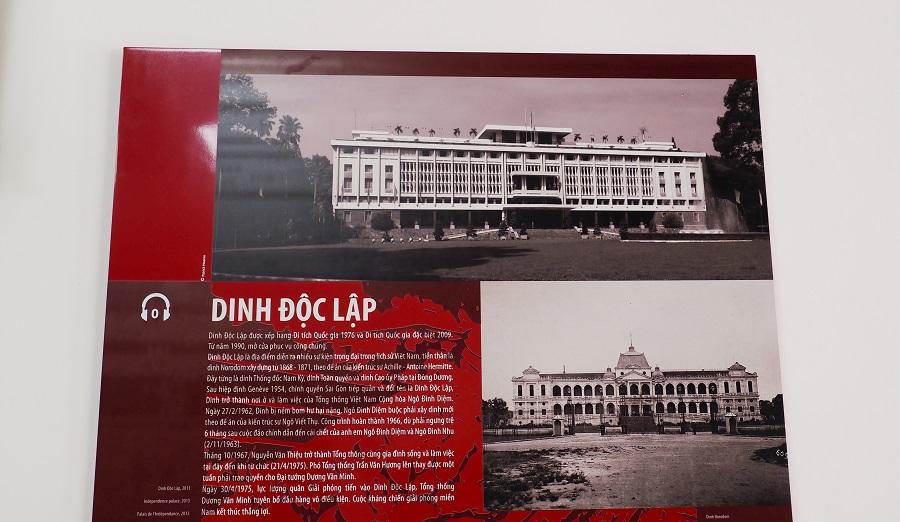 0
DINH ĐỘC LẬP
Dinh Độc Lập được xếp hạng Di tích Quốc gia 1976 và Di tích Quốc gia đặc biệt 2009.
Từ năm 1990, mở cửa phục vụ công chúng.
Dinh Độc Lập là địa điểm diễn ra nhiều sự kiện trọng đại trong lịch sử Việt Nam, tiền thân là
dinh Norodom xây dựng từ 1868 - 1871, theo đề án của kiến trúc sư Achille - Antoine Hermitte.
Đây từng là dinh Thống đốc Nam Kỳ, dinh Toàn quyền và dinh Cao ủy Pháp tại Đông Dương.
Sau hiệp định Genève 1954, chính quyền Sài Gòn tiếp quản và đổi tên là Dinh Độc Lập,
Dinh trở thành nơi ở và làm việc của Tổng thống Việt Nam Cộng hòa Ngô Đình Diệm.
Ngày 27/2/1962, Dinh bị ném bom hư hại nặng, Ngô Đình Diệm buộc phải xây dinh mới
theo đề án của kiến trúc sư Ngô Viết Thụ. Công trình hoàn thành 1966, dù phải ngưng trệ
6 tháng sau cuộc đảo chính dẫn đến cái chết của anh em Ngô Đình Diệm và Ngô Đình Nhu
(2/11/1963).
Tháng 10/1967, Nguyễn Văn Thiệu trở thành Tổng thống cùng gia đình sống và làm việc
tại đây đến khi từ chức (21/4/1975). Phó Tổng thống Trần Văn Hương lên thay được một
tuần phải trao quyền cho Đại tướng Dương Văn Minh.
Ngày 30/4/1975, lực lượng quân Giải phóng tiến vào Dinh Độc Lập, Tổng thống
Dương Văn Minh tuyên bố đầu hàng vô điều kiện. Cuộc kháng chiến giải phóng miền
Nam kết thúc thắng lợi.
Dinh Độc Lập, 2013
Independence palace, 2013
Palais de l'Indépendance, 2013
Dinh Norodom